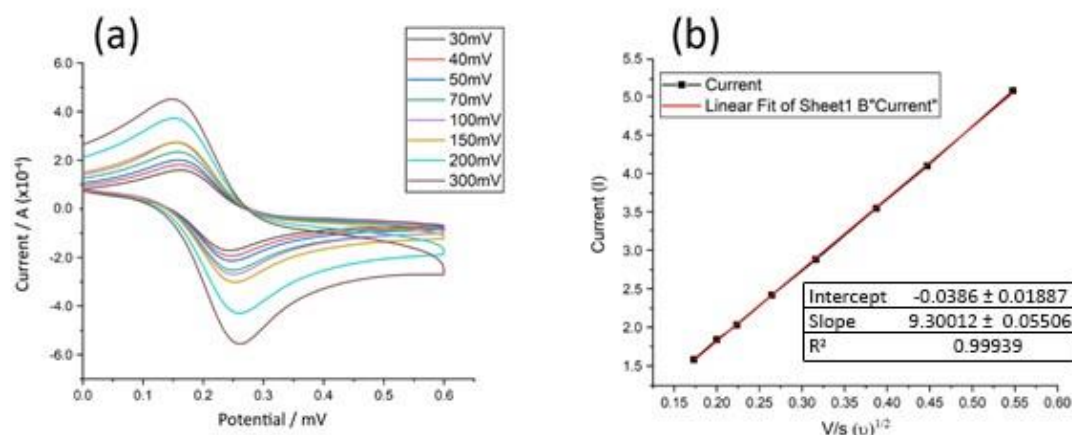 (a)
30mV
40mV
50mV
70mV
100mV
150mV
200mV
300mV
6.0
4.0
2.0
0.0
-2.0
-4.0
-6.0
Current / A (x10⁻⁴)
0.0 0.1 0.2 0.3 0.4 0.5 0.6
Potential / mV
(b)
Current
Linear Fit of Sheet1 B"Current"
5.5
5.0
4.5
4.0
3.5
3.0
2.5
2.0
1.5
Current (I)
Intercept -0.0386 ± 0.01887
Slope 9.30012 ± 0.05506
R² 0.99939
0.15 0.20 0.25 0.30 0.35 0.40 0.45 0.50 0.55 0.60
V/s (υ)¹/²